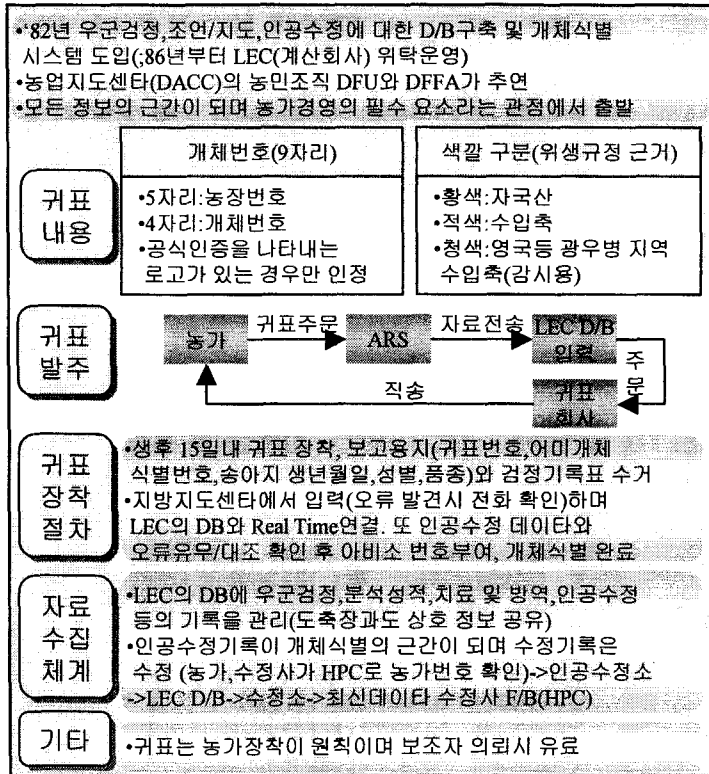 •'82년 우군검정,조언/지도,인공수정에 대한 D/B구축 및 개체식별
시스템 도입(;86년부터 LEC(계산회사) 위탁운영)
•농업지도센타(DACC)의 농민조직 DFU와 DFFA가 추연
•모든 정보의 근간이 되며 농가경영의 필수 요소라는 관점에서 출발
귀표
내용
개체번호(9자리)
•5자리:농장번호
•4자리:개체번호
•공식인증을 나타내는
로고가 있는 경우만 인정
색깔 구분(위생규정 근거)
•황색:자국산
•적색:수입축
•청색:영국등 광우병 지역
수입축(감시용)
귀표
발주
농가
귀표주문
ARS
자료전송
LEC D/B
입력
주
문
귀표
회사
직송
귀표
장착
절차
•생후 15일내 귀표 장착, 보고용지(귀표번호,어미개체
식별번호,송아지 생년월일,성별,품종)와 검정기록표 수거
•지방지도센타에서 입력(오류 발견시 전화 확인)하며
LEC의 DB와 Real Time연결. 또 인공수정 데이타와
오류유무/대조 확인 후 아비소 번호부여, 개체식별 완료
자료
수집
체계
•LEC의 DB에 우군검정,분석성적,치료 및 방역,인공수정
등의 기록을 관리(도축장과도 상호 정보 공유)
•인공수정기록이 개체식별의 근간이 되며 수정기록은
수정 (농가,수정사가 HPC로 농가번호 확인)->인공수정소
->LEC D/B->수정소->최신데이타 수정사 F/B(HPC)
기타
•귀표는 농가장착이 원칙이며 보조자 의뢰시 유료